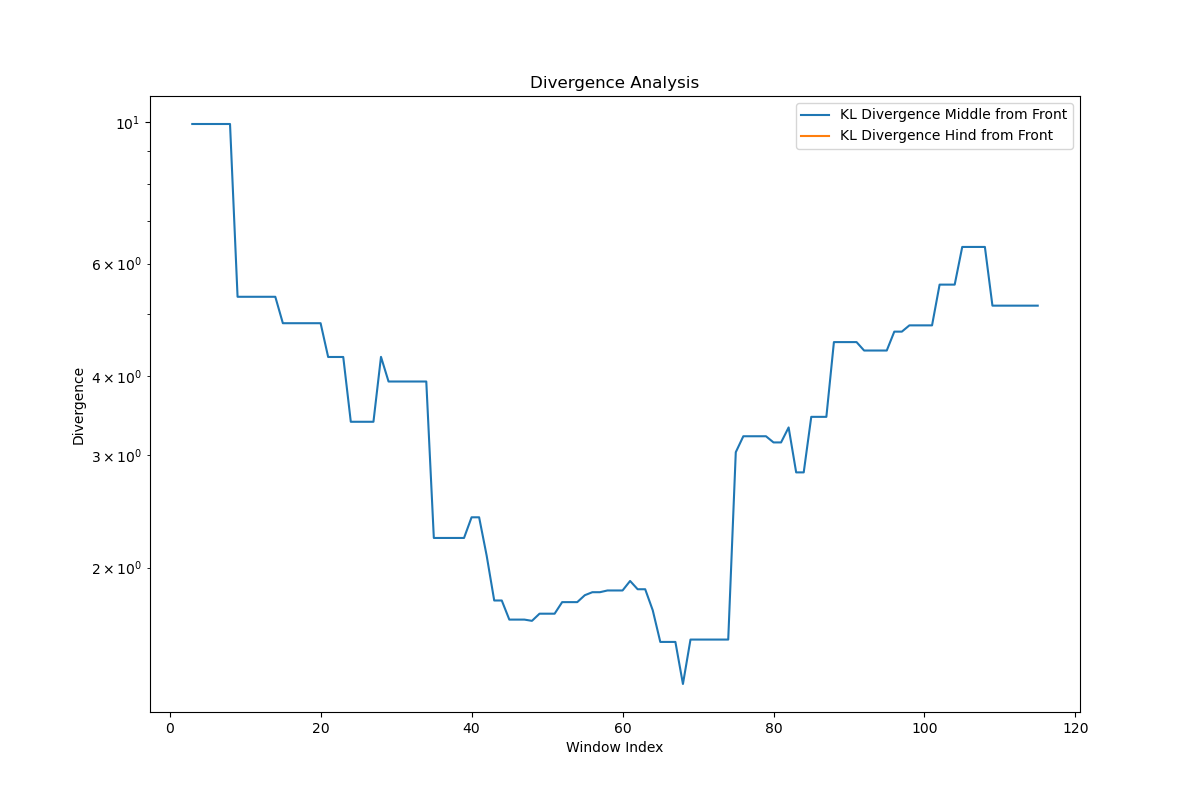 Divergence Analysis
KL Divergence Middle from Front
KL Divergence Hind from Front
10¹
6 × 10⁰
4 × 10⁰
3 × 10⁰
2 × 10⁰
Divergence
0 20 40 60 80 100 120
Window Index